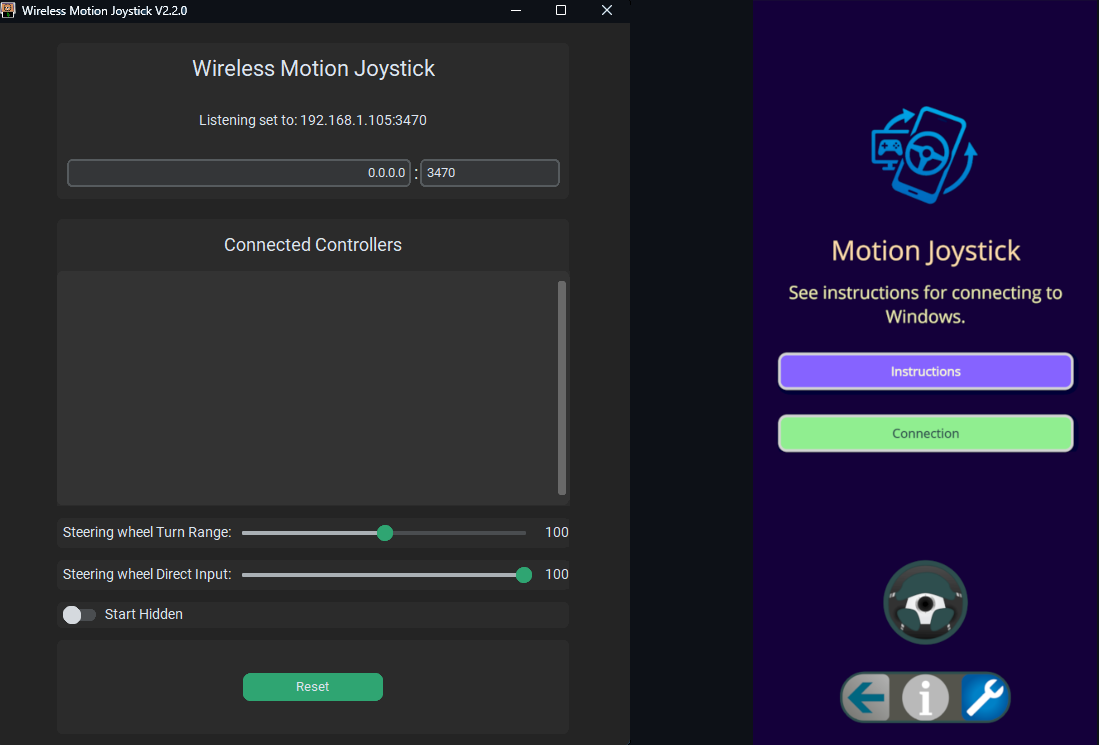 Wireless Motion Joystick V2.2.0
Wireless Motion Joystick
Listening set to: 192.168.1.105:3470
0.0.0.0 : 3470
Connected Controllers
Steering wheel Turn Range: 100
Steering wheel Direct Input: 100
Start Hidden
Reset
Motion Joystick
See instructions for connecting to
Windows.
Instructions
Connection